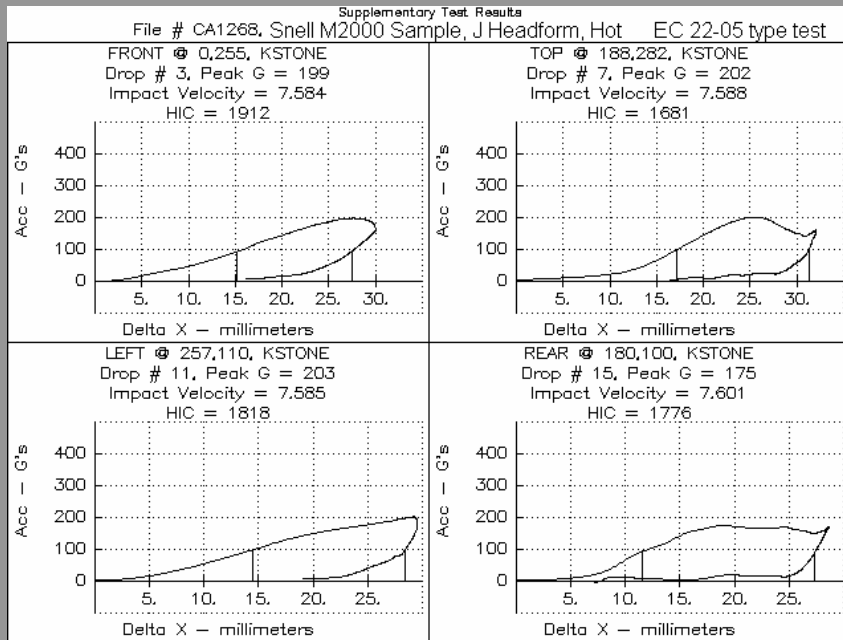 Supplementary Test Results
File # CA1268. Snell M2000 Sample, J Headform, Hot EC 22-05 type test
FRONT @ 0.255. KSTONE
Drop # 3. Peak G = 199
Impact Velocity = 7.584
HIC = 1912
400
300
200
100
0
Acc - G's
5. 10. 15. 20. 25. 30.
Delta X - millimeters
TOP @ 188.282. KSTONE
Drop # 7. Peak G = 202
Impact Velocity = 7.588
HIC = 1681
400
300
200
100
0
Acc - G's
5. 10. 15. 20. 25. 30.
Delta X - millimeters
LEFT @ 257.110. KSTONE
Drop # 11. Peak G = 203
Impact Velocity = 7.585
HIC = 1818
400
300
200
100
0
Acc - G's
5. 10. 15. 20. 25.
Delta X - millimeters
REAR @ 180.100. KSTONE
Drop # 15. Peak G = 175
Impact Velocity = 7.601
HIC = 1776
400
300
200
100
0
Acc - G's
5. 10. 15. 20. 25.
Delta X - millimeters